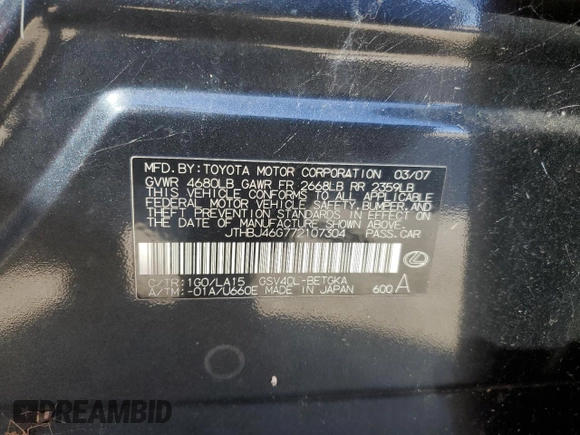 MFD.BY:TOYOTA MOTOR CORPORATION 03/07
GVWR 4680LB GAWR FR 2668LB RR 2359LB
THIS VEHICLE CONFORMS TO ALL APPLICABLE
FEDERAL MOTOR VEHICLE SAFETY, BUMPER, AND
THEFT PREVENTION STANDARDS IN EFFECT ON
THE DATE OF MANUFACTURE SHOWN ABOVE.
JTHBJ46G772107304 PASS.CAR
C/TR:1G0/LA15 GSV40L-BETGKA
A/TM:-01A/U660E MADE IN JAPAN 600 A
DREAMBID